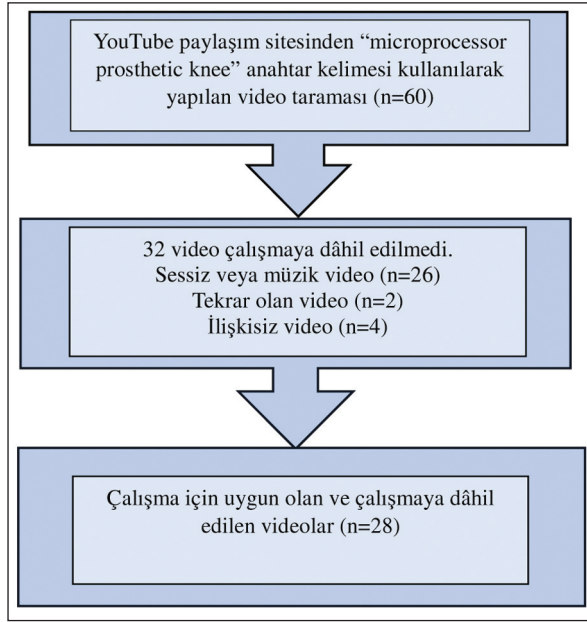 YouTube paylaşım sitesinden “microprocessor
prosthetic knee” anahtar kelimesi kullanılarak
yapılan video taraması (n=60)
32 video çalışmaya dâhil edilmedi.
Sessiz veya müzik video (n=26)
Tekrar olan video (n=2)
İlişkisiz video (n=4)
Çalışma için uygun olan ve çalışmaya dâhil
edilen videolar (n=28)